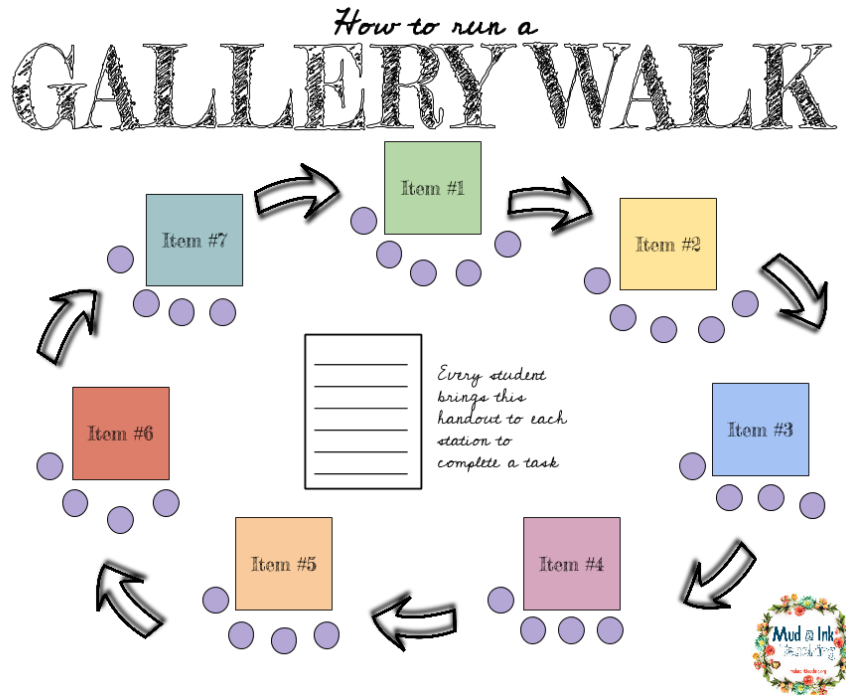 How to run a
GALLERY WALK
Item #1
Item #2
Item #3
Item #4
Item #5
Item #6
Item #7
Every student
brings this
handout to each
station to
complete a task
Mud & Ink
Teaching